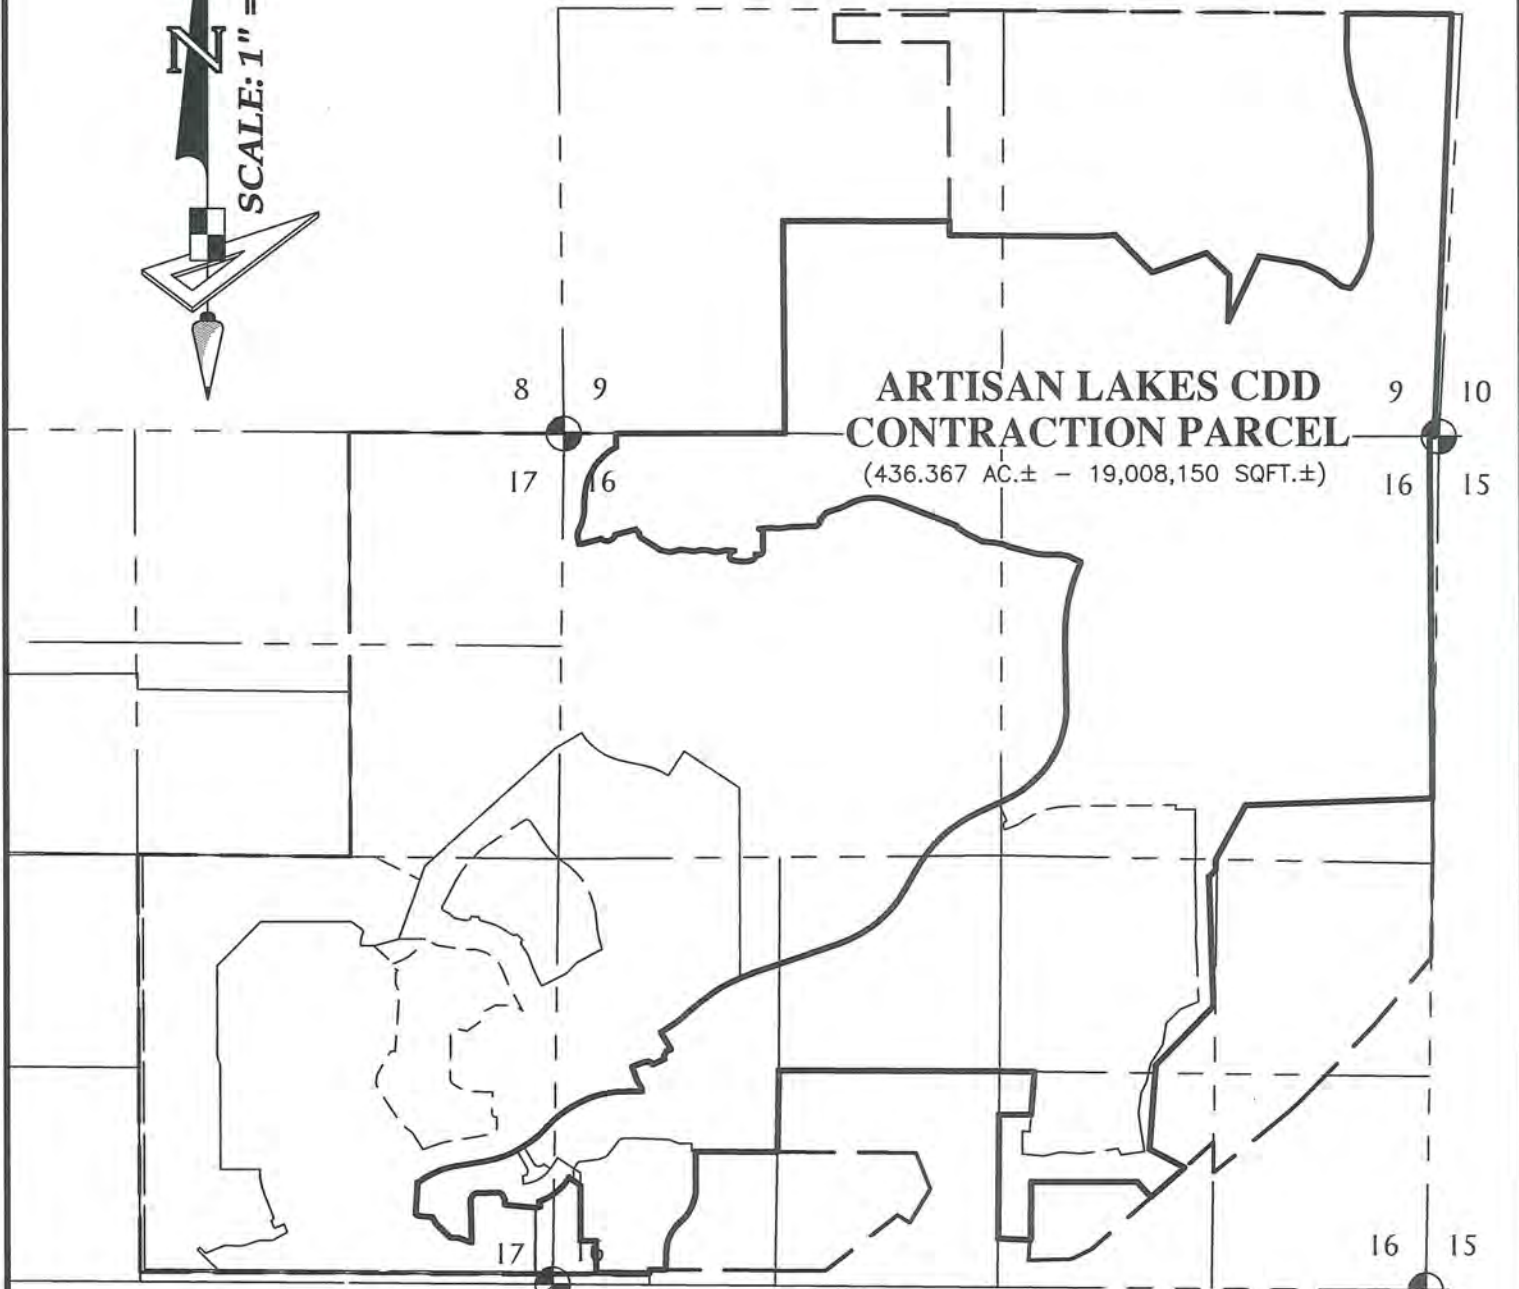 N
SCALE: 1" =
8 9
9 10
ARTISAN LAKES CDD
CONTRACTION PARCEL
(436.367 AC.± – 19,008,150 SQFT.±)
17 16
16 15
17 16
16 15